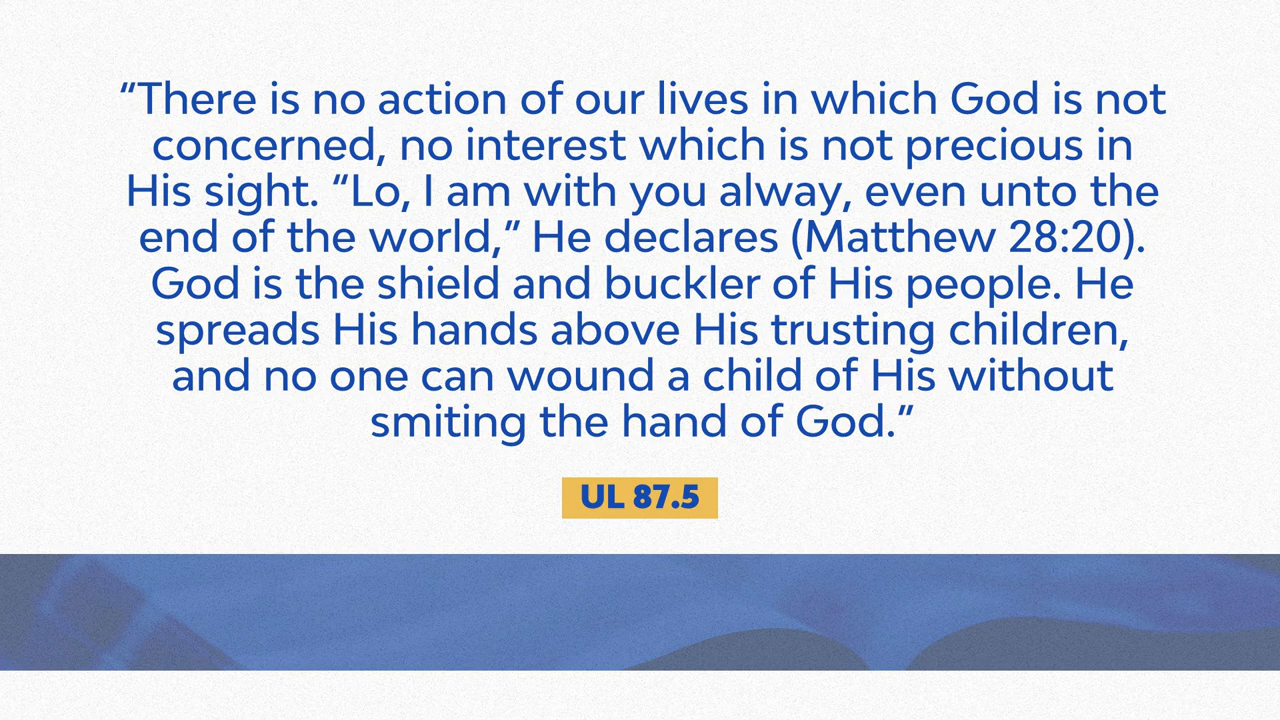 “There is no action of our lives in which God is not
concerned, no interest which is not precious in
His sight. “Lo, I am with you alway, even unto the
end of the world,” He declares (Matthew 28:20).
God is the shield and buckler of His people. He
spreads His hands above His trusting children,
and no one can wound a child of His without
smiting the hand of God.”
UL 87.5